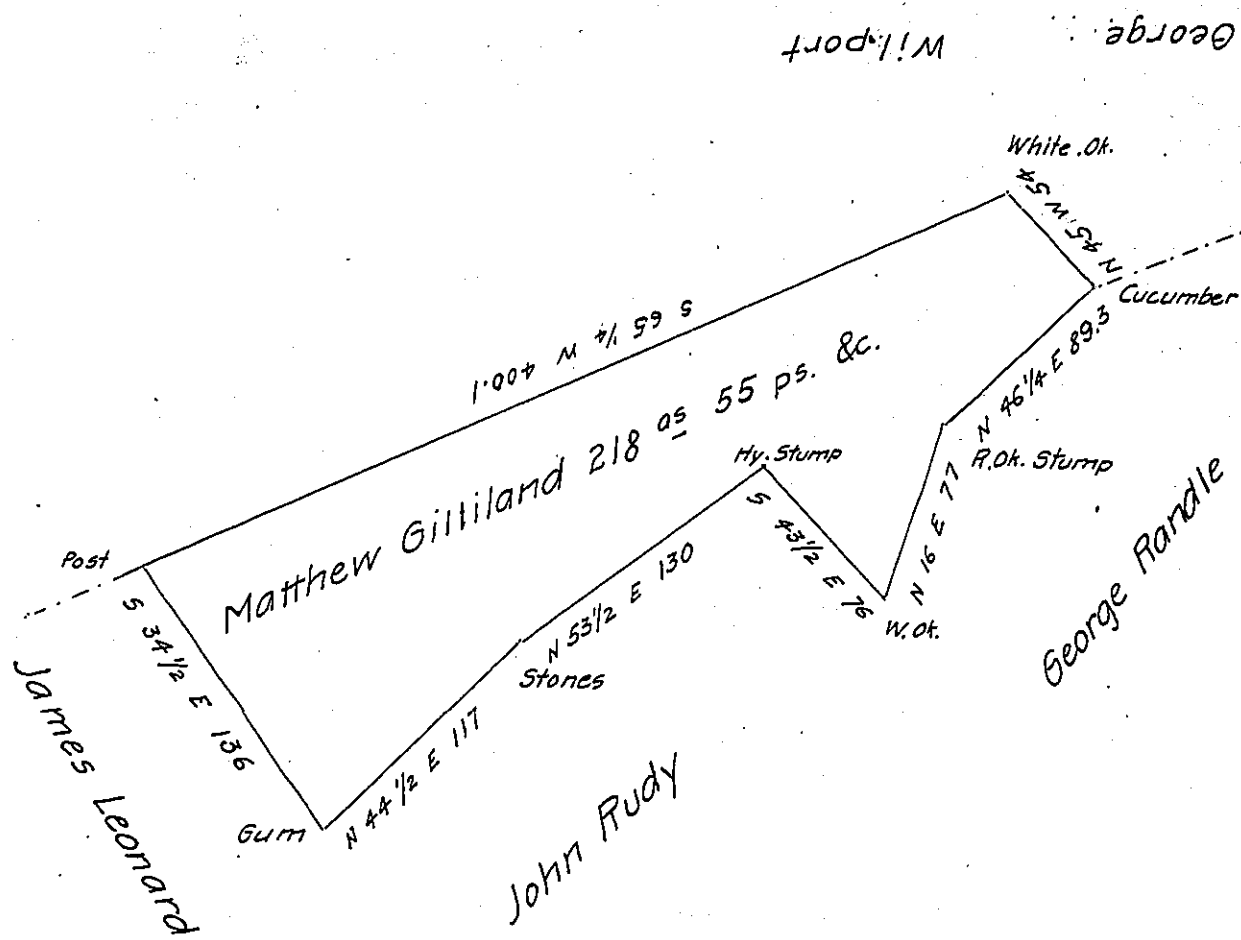 George Wilport
White.Ok.
N 45 W 54
Cucumber
S 65 1/4 W 400.1
N 46 1/4 E 89.3
Matthew Gilliland 218 as 55 ps. &c.
Hy. Stump
R.Ok. Stump
Post
S 43 1/2 E 76
N 16 E 77
George Randle
S 34 1/2 E 136
N 53 1/2 E 130
W.Ok.
Stones
James Leonard
N 44 1/2 E 117
Gum
John Rudy